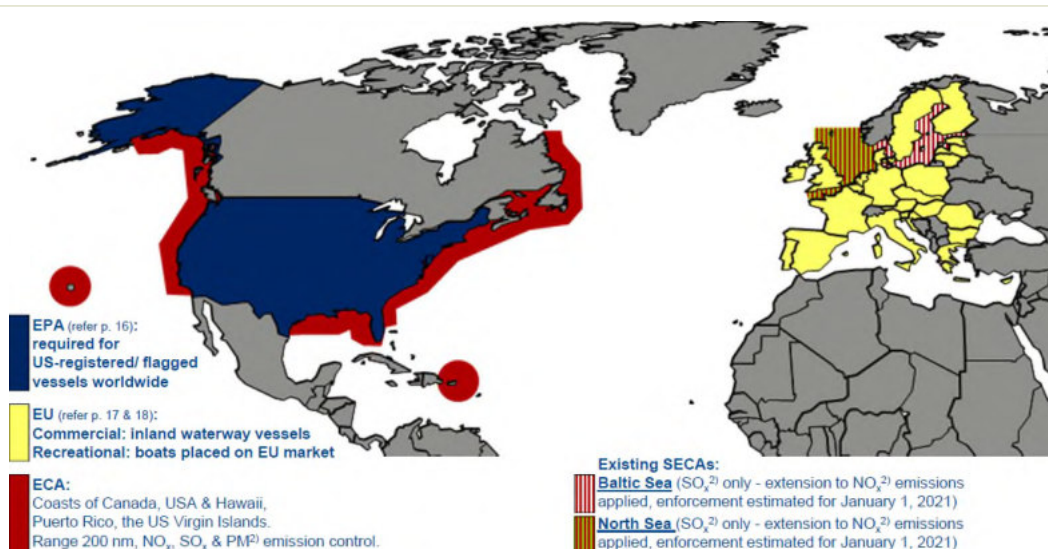 EPA (refer p. 16):
required for
US-registered/ flagged
vessels worldwide
EU (refer p. 17 & 18):
Commercial: inland waterway vessels
Recreational: boats placed on EU market
ECA:
Coasts of Canada, USA & Hawaii,
Puerto Rico, the US Virgin Islands.
Range 200 nm, NOx, SOx & PM2) emission control.
Existing SECAs:
Baltic Sea (SOx2) only - extension to NOx2) emissions
applied, enforcement estimated for January 1, 2021)
North Sea (SOx2) only - extension to NOx2) emissions
applied, enforcement estimated for January 1, 2021)